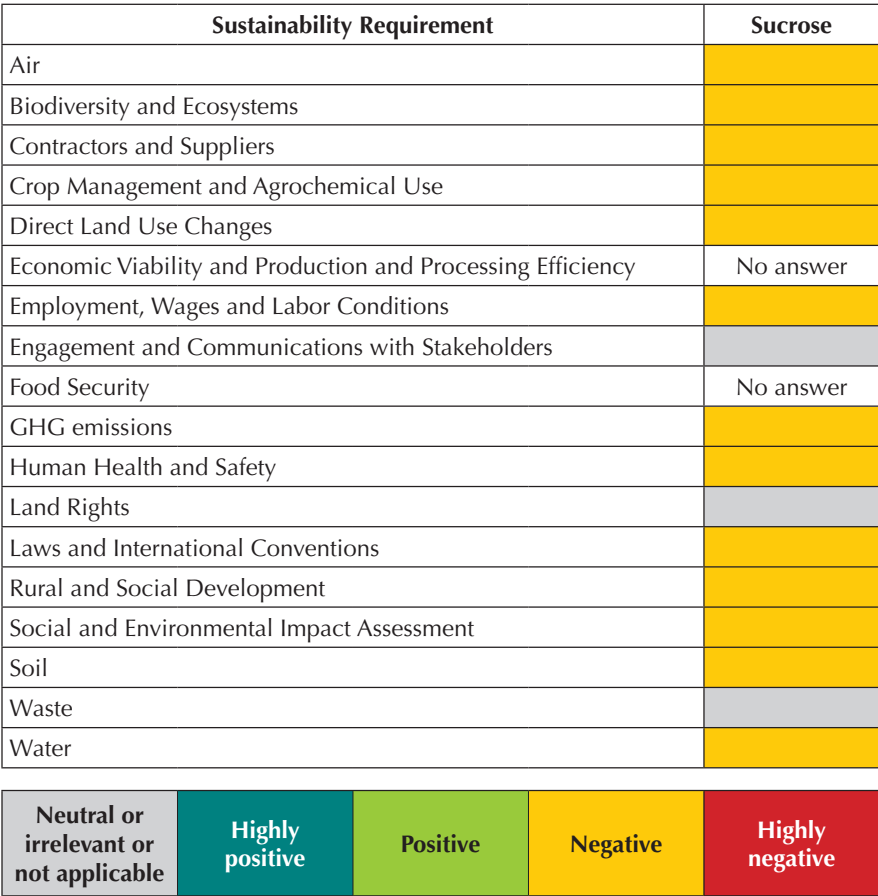 Sustainability Requirement Sucrose
Air
Biodiversity and Ecosystems
Contractors and Suppliers
Crop Management and Agrochemical Use
Direct Land Use Changes
Economic Viability and Production and Processing Efficiency No answer
Employment, Wages and Labor Conditions
Engagement and Communications with Stakeholders
Food Security No answer
GHG emissions
Human Health and Safety
Land Rights
Laws and International Conventions
Rural and Social Development
Social and Environmental Impact Assessment
Soil
Waste
Water
Neutral or
irrelevant or
not applicable
Highly
positive
Positive
Negative
Highly
negative